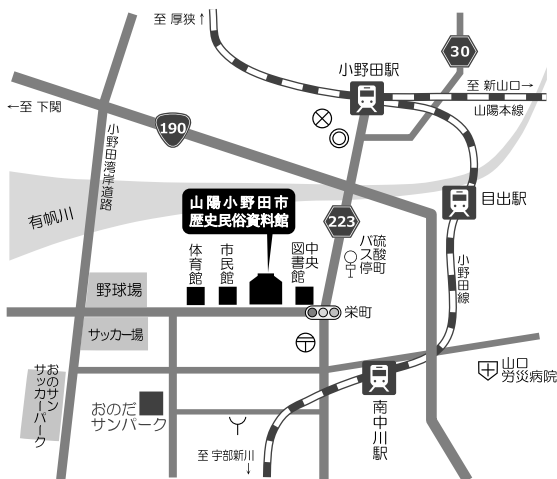 至 厚狭↑
30
小野田駅
至 新山口→
山陽本線
←至 下関
190
小野田湾岸道路
有帆川
山陽小野田市
歴史民俗資料館
目出駅
223
体育館
市民館
中央
図書館
硫酸町
バス停
小野田線
野球場
栄町
サッカー場
おのサン
サッカーパーク
おのだ
サンパーク
南中川駅
山口
労災病院
至 宇部新川
↓